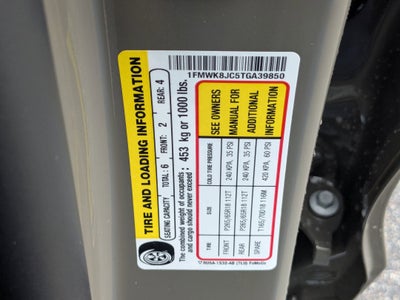 1FMWK8JC5TGA39850
TIRE AND LOADING INFORMATION
SEATING CAPACITY TOTAL: 6 FRONT: 2 REAR: 4
The combined weight of occupants
and cargo should never exceed : 453 kg or 1000 lbs.
TIRE SIZE COLD TIRE PRESSURE
FRONT P265/65R18 112T 240 KPA, 35 PSI
REAR P265/65R18 112T 240 KPA, 35 PSI
SPARE T165/70D18 116M 420 KPA, 60 PSI
SEE OWNERS
MANUAL FOR
ADDITIONAL
INFORMATION